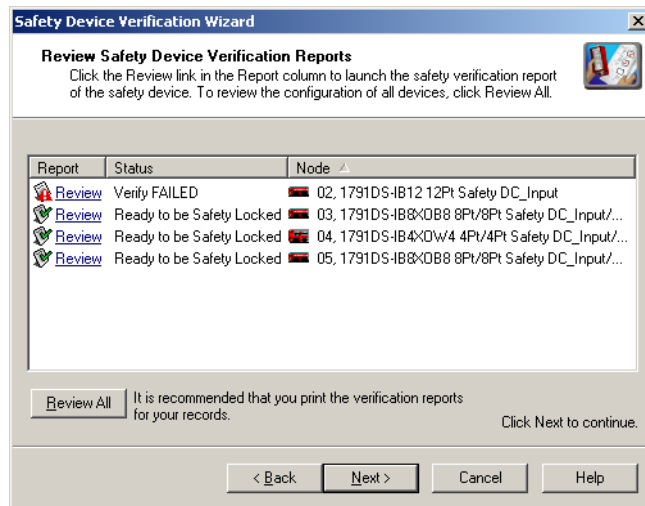 Safety Device Verification Wizard
Review Safety Device Verification Reports
Click the Review link in the Report column to launch the safety verification report
of the safety device. To review the configuration of all devices, click Review All.
Report Status Node
Review Verify FAILED 02, 1791DS-IB12 12Pt Safety DC_Input
Review Ready to be Safety Locked 03, 1791DS-IB8XOB8 8Pt/8Pt Safety DC_Input/...
Review Ready to be Safety Locked 04, 1791DS-IB4XOW4 4Pt/4Pt Safety DC_Input/...
Review Ready to be Safety Locked 05, 1791DS-IB8XOB8 8Pt/8Pt Safety DC_Input/...
Review All
It is recommended that you print the verification reports
for your records.
Click Next to continue.
< Back Next > Cancel Help